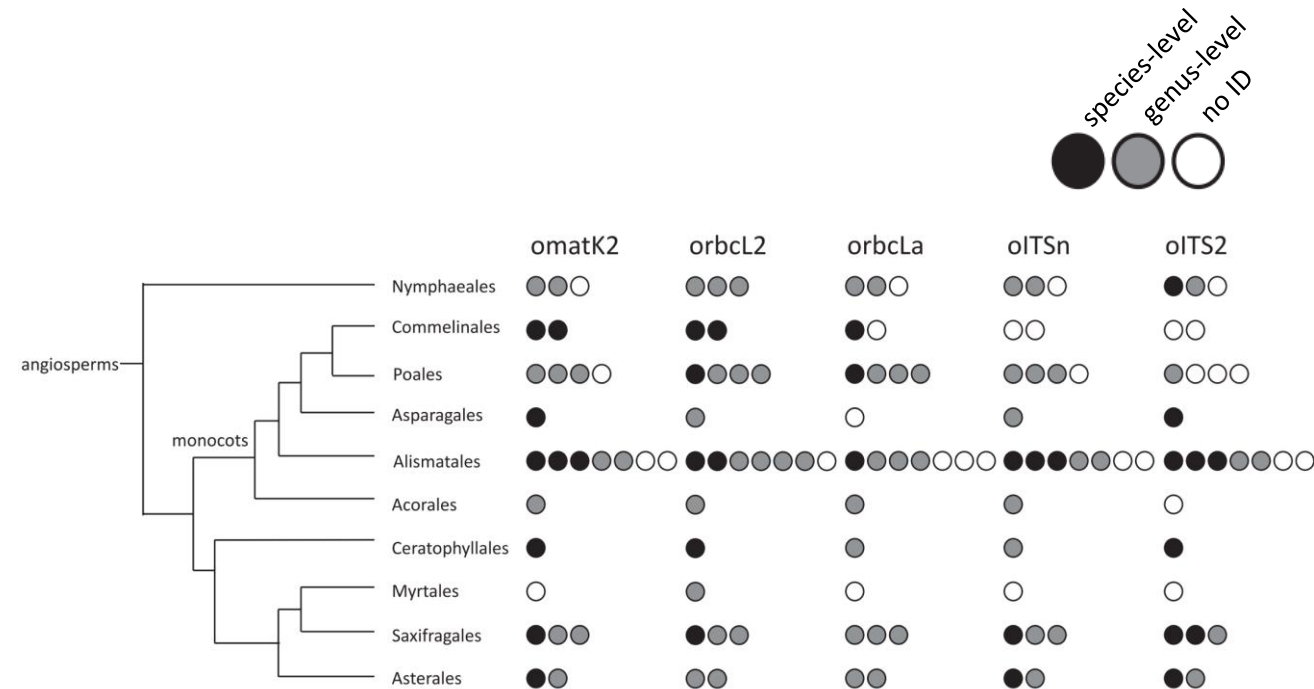 species-level
genus-level
no ID
omatK2 orbcL2 orbcLa oITSn oITS2
Nymphaeales
Commelinales
angiosperms
Poales
Asparagales
monocots
Alismatales
Acorales
Ceratophyllales
Myrtales
Saxifragales
Asterales